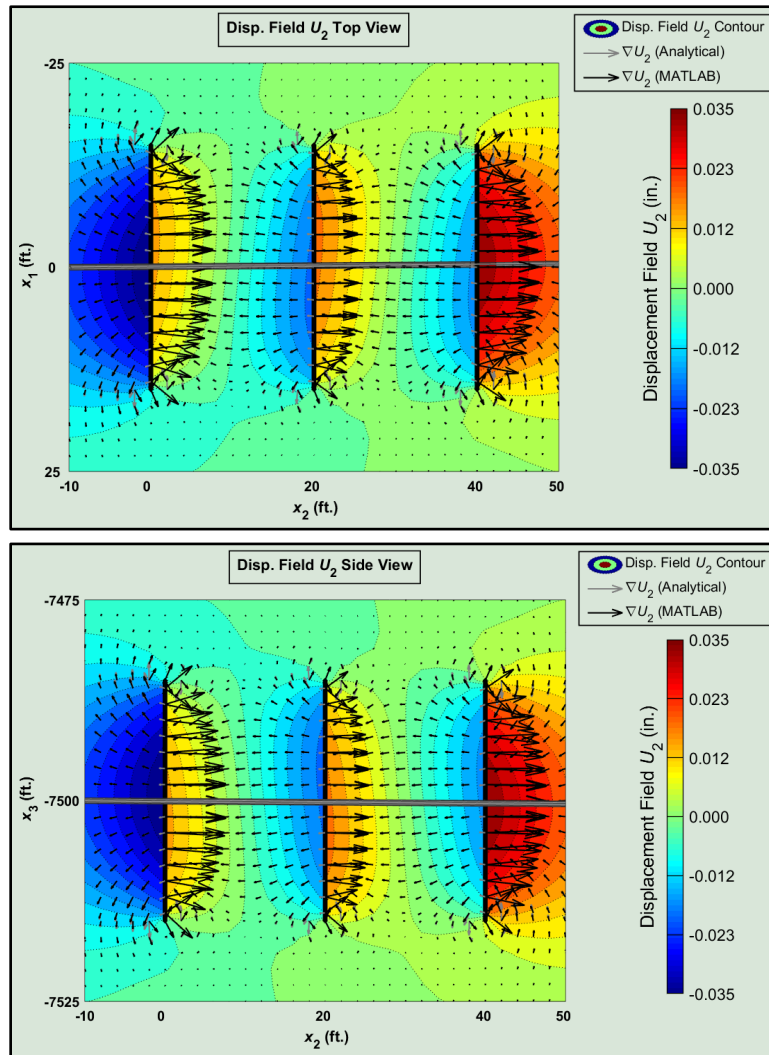 Disp. Field U2 Top View
Disp. Field U2 Contour
∇U2 (Analytical)
∇U2 (MATLAB)
-25
0
25
x1 (ft.)
-10
0
20
40
50
x2 (ft.)
0.035
0.023
0.012
0.000
-0.012
-0.023
-0.035
Displacement Field U2 (in.)
Disp. Field U2 Side View
Disp. Field U2 Contour
∇U2 (Analytical)
∇U2 (MATLAB)
-7475
-7500
-7525
x3 (ft.)
-10
0
20
40
50
x2 (ft.)
0.035
0.023
0.012
0.000
-0.012
-0.023
-0.035
Displacement Field U2 (in.)